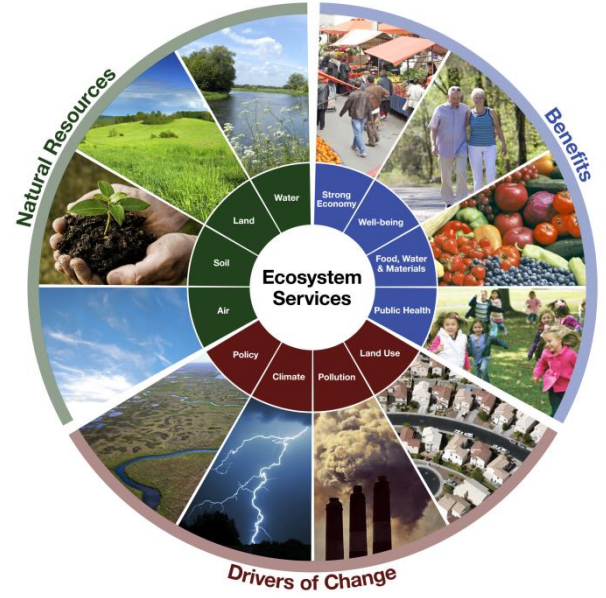 Natural Resources
Benefits
Water
Land
Soil
Air
Strong
Economy
Well-being
Food, Water
& Materials
Public Health
Ecosystem
Services
Policy
Climate
Pollution
Land Use
Drivers of Change